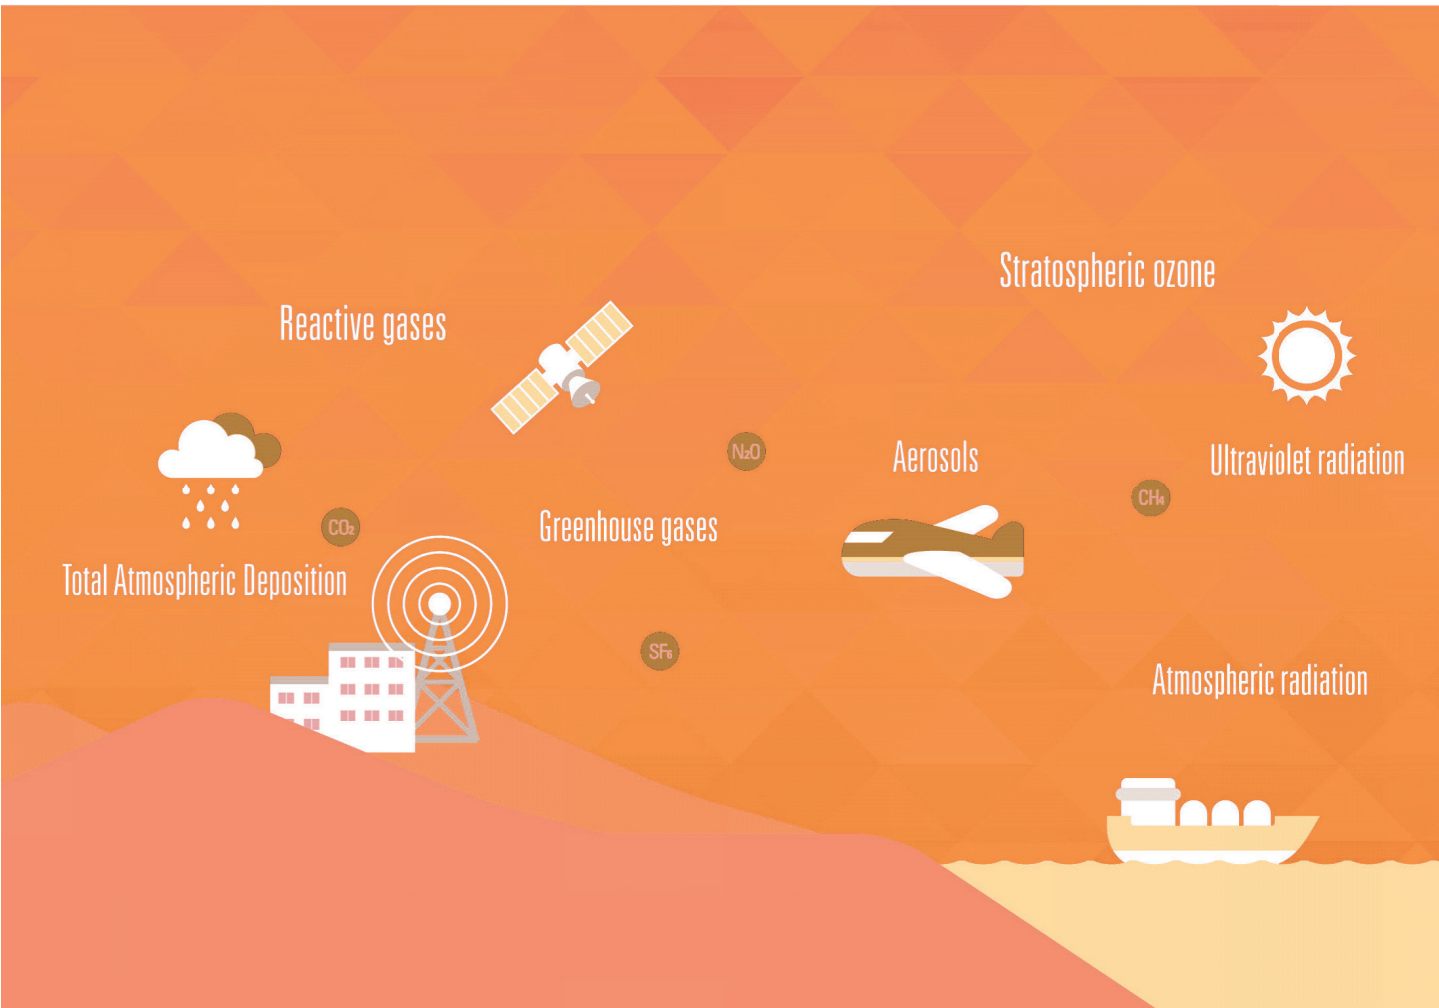 Stratospheric ozone
Reactive gases
N₂O
Aerosols
Ultraviolet radiation
CH₄
CO₂
Greenhouse gases
Total Atmospheric Deposition
SF₆
Atmospheric radiation